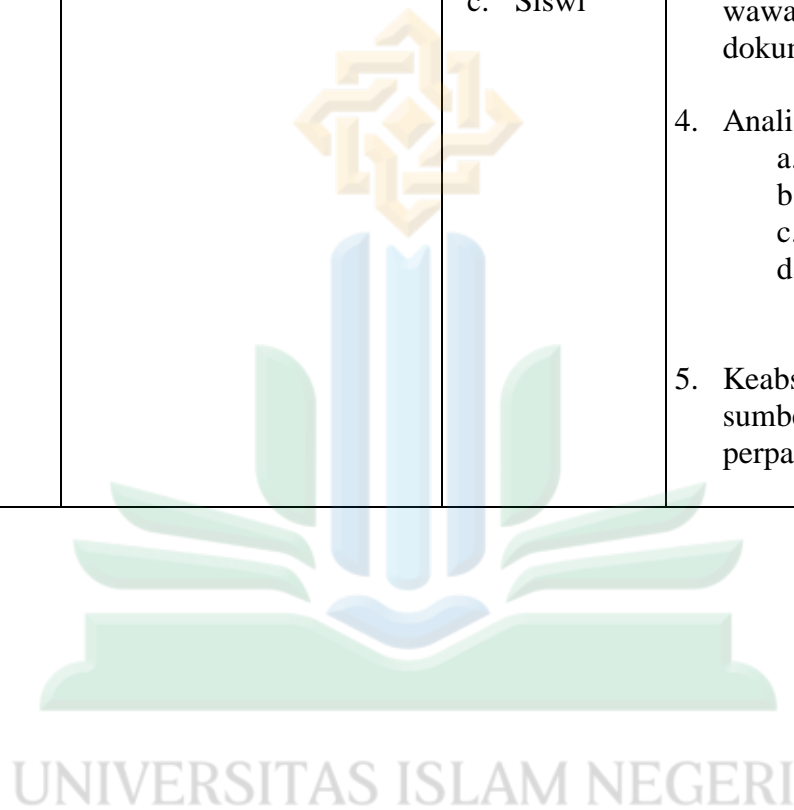 c. Siswi
wawa
dokur
4. Anali
a.
b
c.
d
5. Keabs
sumbe
perpa
UNIVERSITAS ISLAM NEGERI